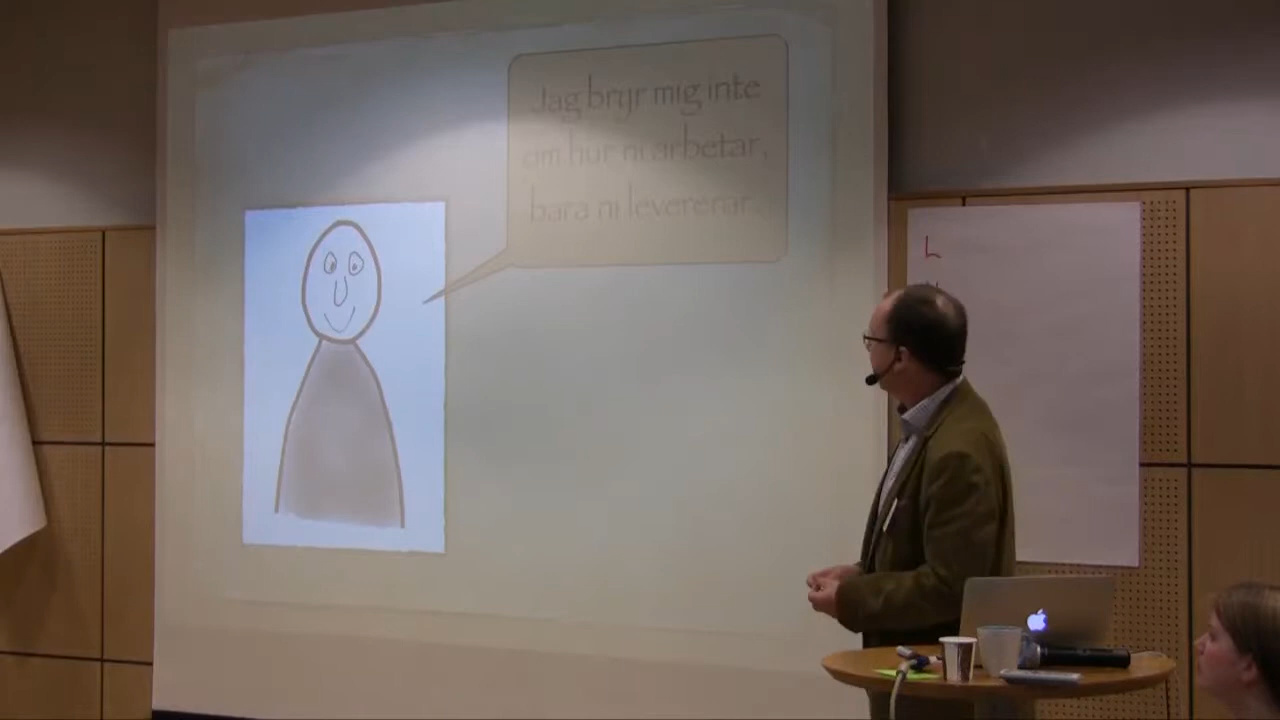 Jag bryr mig inte
om hur ni arbetar,
bara ni levererar.
L